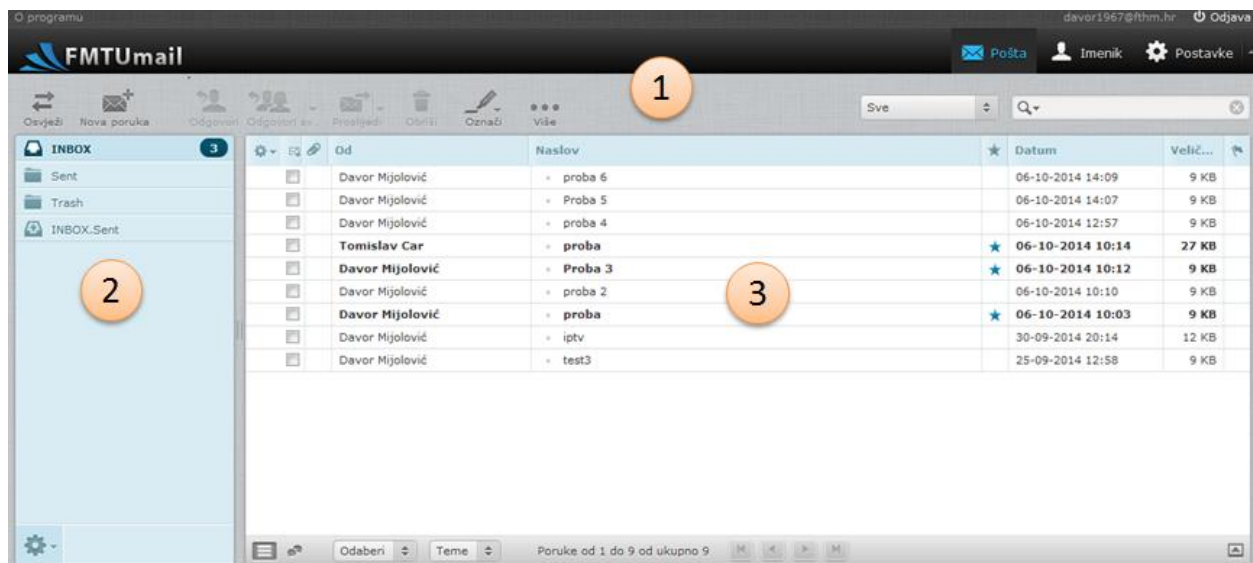 O programu davor1967@fthm.hr Odjava
FMTUmail Pošta Imenik Postavke
1
Osvježi Nova poruka Odgovori Odgovori sv... Proslijedi Obriši Označi Više Sve
INBOX 3 Od Naslov Datum Velič...
Sent Davor Mijolović proba 6 06-10-2014 14:09 9 KB
Trash Davor Mijolović Proba 5 06-10-2014 14:07 9 KB
INBOX.Sent Davor Mijolović proba 4 06-10-2014 12:57 9 KB
Tomislav Car proba 06-10-2014 10:14 27 KB
Davor Mijolović Proba 3 06-10-2014 10:12 9 KB
2 Davor Mijolović proba 2 3 06-10-2014 10:10 9 KB
Davor Mijolović proba 06-10-2014 10:03 9 KB
Davor Mijolović iptv 30-09-2014 20:14 12 KB
Davor Mijolović test3 25-09-2014 12:58 9 KB
Odaberi Teme Poruke od 1 do 9 od ukupno 9